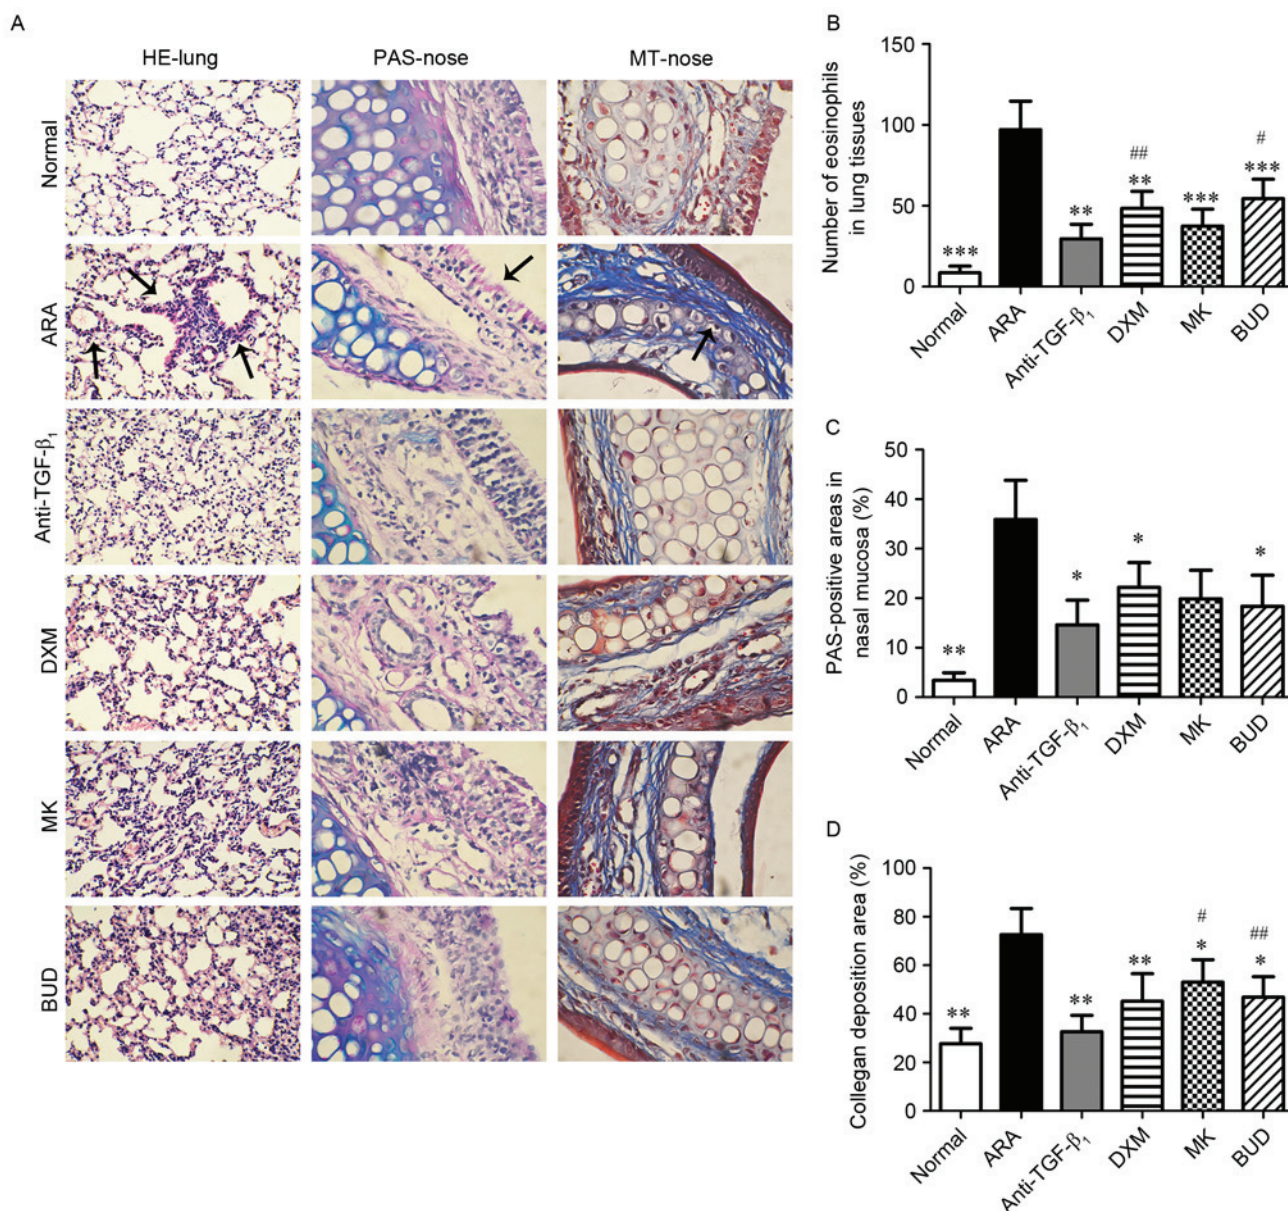 A
HE-lung PAS-nose MT-nose
Normal
ARA
Anti-TGF-β₁
DXM
MK
BUD
B
Number of eosinophils
in lung tissues
150
100
50
0
***
**
##
**
***
#
***
Normal ARA Anti-TGF-β₁ DXM MK BUD
C
PAS-positive areas in
nasal mucosa (%)
50
40
30
20
10
0
**
*
*
*
Normal ARA Anti-TGF-β₁ DXM MK BUD
D
Collegan deposition area (%)
100
80
60
40
20
0
**
**
**
#
*
##
*
Normal ARA Anti-TGF-β₁ DXM MK BUD